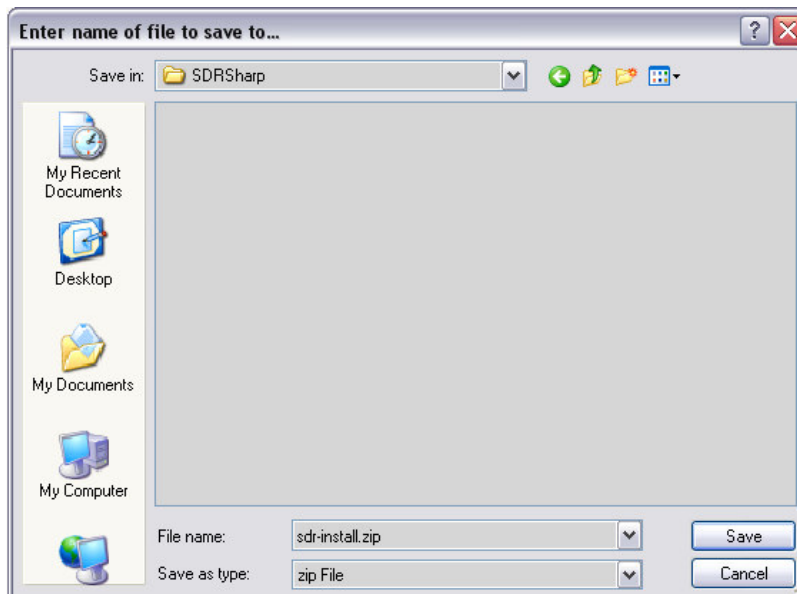 Enter name of file to save to...
Save in: SDRSharp
My Recent
Documents
Desktop
My Documents
My Computer
File name: sdr-install.zip Save
Save as type: zip File Cancel